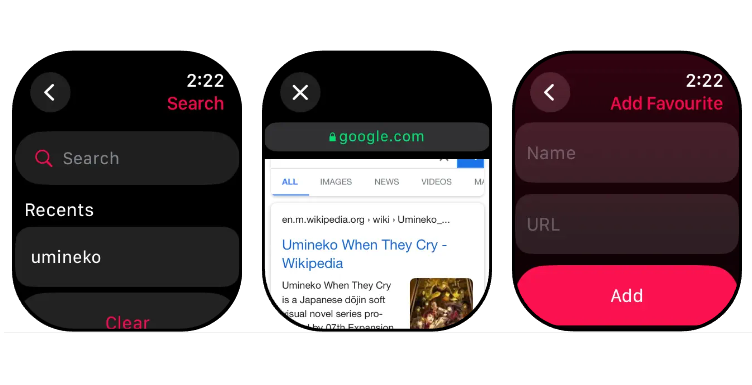 2:22
Search
Search
Recents
umineko
Clear
google.com
ALL IMAGES NEWS VIDEOS
en.m.wikipedia.org › wiki › Umineko_...
Umineko When They Cry -
Wikipedia
Umineko When They Cry
is a Japanese dōjin soft
visual novel series pro-
by 07th Expansion
2:22
Add Favourite
Name
URL
Add